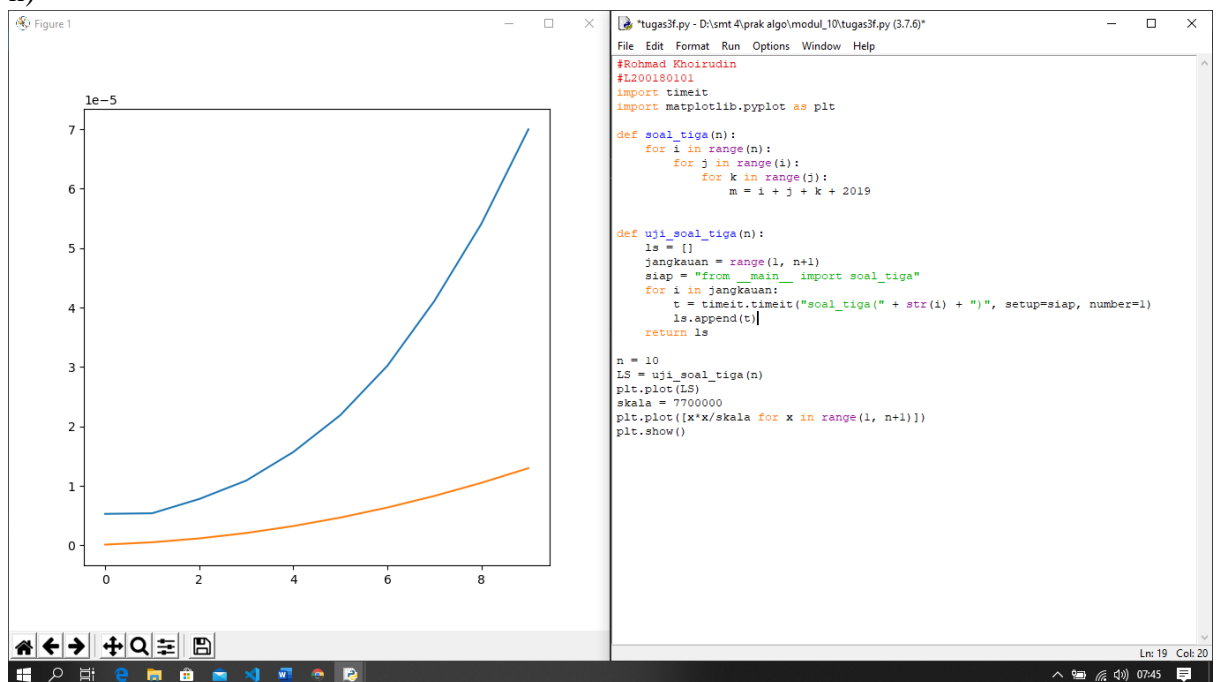 Figure 1
1e−5
7
6
5
4
3
2
1
0
0 2 4 6 8
*tugas3f.py - D:\smt 4\prak algo\modul_10\tugas3f.py (3.7.6)*
File Edit Format Run Options Window Help
#Rohmad Khoirudin
#L200180101
import timeit
import matplotlib.pyplot as plt
def soal_tiga(n):
    for i in range(n):
        for j in range(i):
            for k in range(j):
                m = i + j + k + 2019
def uji_soal_tiga(n):
    ls = []
    jangkauan = range(1, n+1)
    siap = "from __main__ import soal_tiga"
    for i in jangkauan:
        t = timeit.timeit("soal_tiga(" + str(i) + ")", setup=siap, number=1)
        ls.append(t)
    return ls
n = 10
LS = uji_soal_tiga(n)
plt.plot(LS)
skala = 7700000
plt.plot([x*x/skala for x in range(1, n+1)])
plt.show()
Ln: 19 Col: 20
07:45